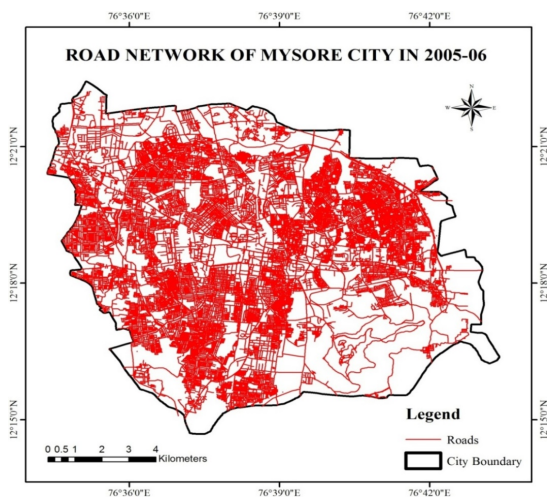 76°36'0"E 76°39'0"E 76°42'0"E
ROAD NETWORK OF MYSORE CITY IN 2005-06
N
W E
S
12°21'0"N 12°21'0"N
12°18'0"N 12°18'0"N
12°15'0"N 12°15'0"N
Legend
Roads
City Boundary
0 0.5 1 2 3 4
Kilometers
76°36'0"E 76°39'0"E 76°42'0"E